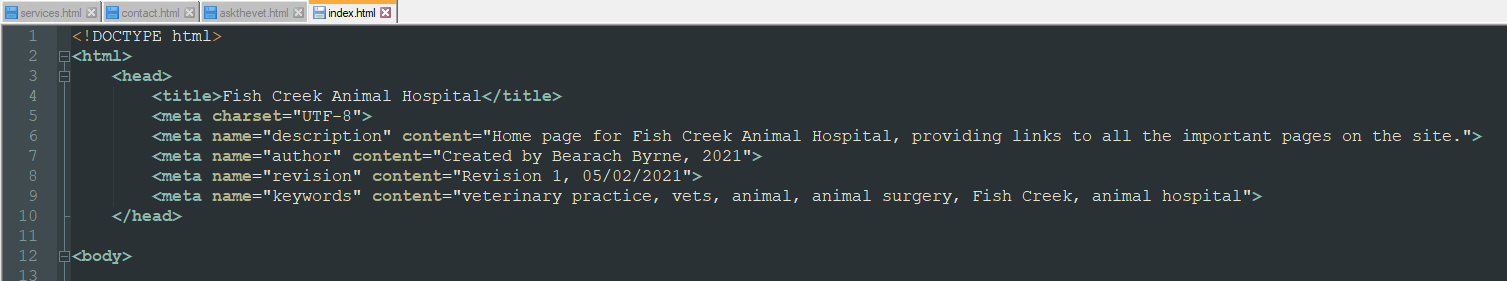 services.html contact.html askthevet.html index.html
1 <!DOCTYPE html>
2 <html>
3 <head>
4 <title>Fish Creek Animal Hospital</title>
5 <meta charset="UTF-8">
6 <meta name="description" content="Home page for Fish Creek Animal Hospital, providing links to all the important pages on the site.">
7 <meta name="author" content="Created by Bearach Byrne, 2021">
8 <meta name="revision" content="Revision 1, 05/02/2021">
9 <meta name="keywords" content="veterinary practice, vets, animal, animal surgery, Fish Creek, animal hospital">
10 </head>
11
12 <body>
13